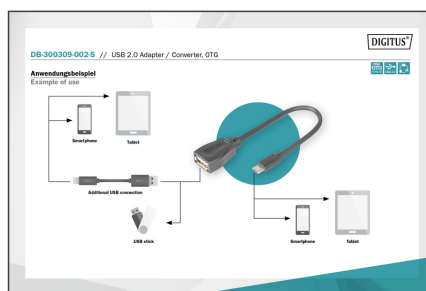 DIGITUS®
DB-300309-002-S // USB 2.0 Adapter / Converter, OTG
Anwendungsbeispiel
Example of use
Smartphone
Tablet
Additional USB connection
USB stick
Smartphone
Tablet